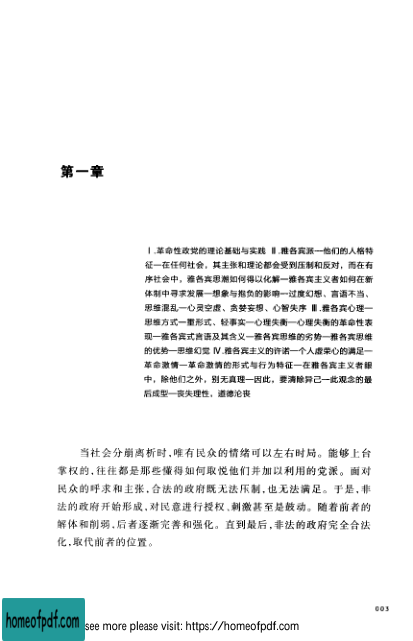 第一章
Ⅰ.革命性政党的理论基础与实践 Ⅱ.雅各宾派—他们的人格特
征—在任何社会，其主张和理论都会受到压制和反对，而在有
序社会中，雅各宾思潮如何得以化解—雅各宾主义者如何在新
体制中寻求发展—想象与抱负的影响—过度幻想、言语不当、
思维混乱—心灵空虚、贪婪妄想、心智失序 Ⅲ.雅各宾心理—
思维方式—重形式、轻事实—心理失衡—心理失衡的革命性表
现—雅各宾式言语及其含义—雅各宾思维的劣势—雅各宾思维
的优势—思维幻觉 Ⅳ.雅各宾主义的许诺—个人虚荣心的满足—
革命激情—革命激情的形式与行为特征—在雅各宾主义者眼
中，除他们之外，别无真理—因此，要清除异己—此观念的最
后成型—丧失理性，道德沦丧
当社会分崩离析时,唯有民众的情绪可以左右时局。能够上台
掌权的,往往都是那些懂得如何取悦他们并加以利用的党派。面对
民众的呼求和主张,合法的政府既无法压制,也无法满足。于是,非
法的政府开始形成,对民意进行授权、刺激甚至是鼓动。随着前者的
解体和削弱,后者逐渐完善和强化。直到最后,非法的政府完全合法
化,取代前者的位置。
003
homeofpdf.com
see more please visit: https://homeofpdf.com